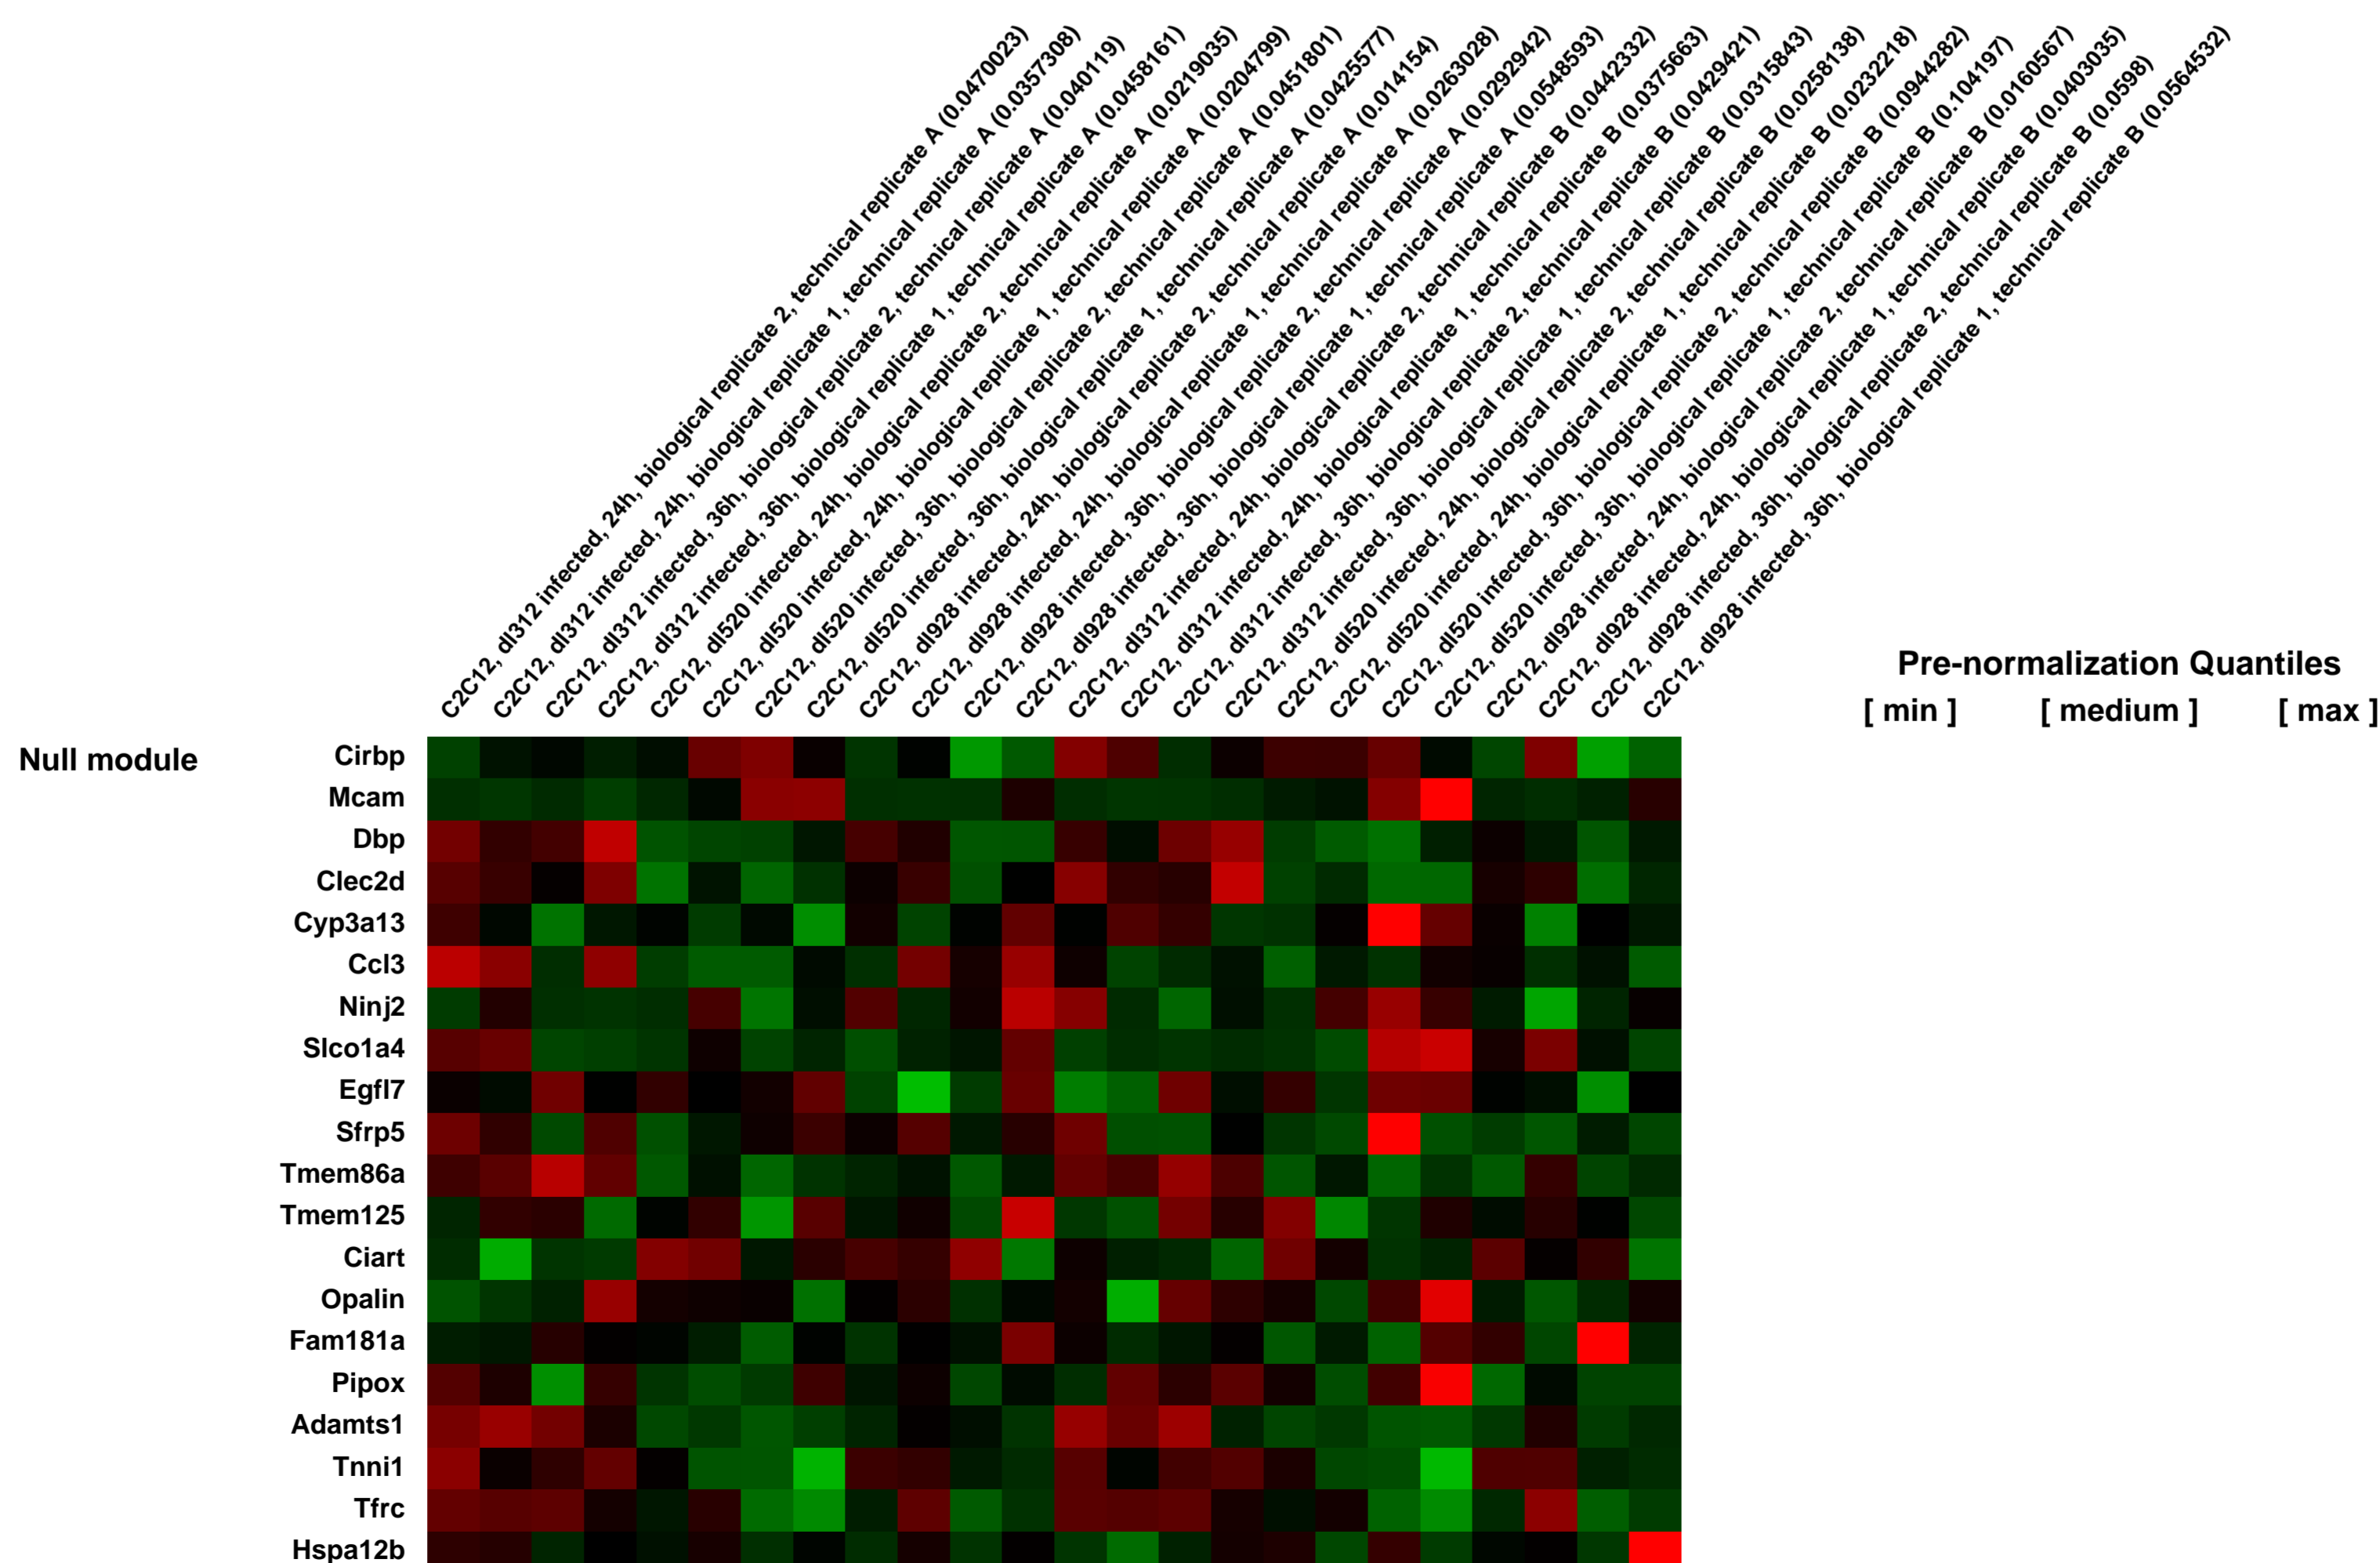 C2C12, dl312 infected, 24h, biological replicate 2, technical replicate A (0.0470023)
C2C12, dl312 infected, 24h, biological replicate 1, technical replicate A (0.0357308)
C2C12, dl312 infected, 36h, biological replicate 2, technical replicate A (0.040119)
C2C12, dl312 infected, 36h, biological replicate 1, technical replicate A (0.0458161)
C2C12, dl520 infected, 24h, biological replicate 2, technical replicate A (0.0219035)
C2C12, dl520 infected, 24h, biological replicate 1, technical replicate A (0.0204799)
C2C12, dl520 infected, 36h, biological replicate 2, technical replicate A (0.0451801)
C2C12, dl520 infected, 36h, biological replicate 1, technical replicate A (0.0425577)
C2C12, dl928 infected, 24h, biological replicate 2, technical replicate A (0.014154)
C2C12, dl928 infected, 24h, biological replicate 1, technical replicate A (0.0263028)
C2C12, dl928 infected, 36h, biological replicate 2, technical replicate A (0.0292942)
C2C12, dl928 infected, 36h, biological replicate 1, technical replicate A (0.0548593)
C2C12, dl312 infected, 24h, biological replicate 2, technical replicate B (0.0442332)
C2C12, dl312 infected, 24h, biological replicate 1, technical replicate B (0.0375663)
C2C12, dl312 infected, 36h, biological replicate 2, technical replicate B (0.0429421)
C2C12, dl312 infected, 36h, biological replicate 1, technical replicate B (0.0315843)
C2C12, dl520 infected, 24h, biological replicate 2, technical replicate B (0.0258138)
C2C12, dl520 infected, 24h, biological replicate 1, technical replicate B (0.0232218)
C2C12, dl520 infected, 36h, biological replicate 2, technical replicate B (0.0944282)
C2C12, dl520 infected, 36h, biological replicate 1, technical replicate B (0.104197)
C2C12, dl928 infected, 24h, biological replicate 2, technical replicate B (0.0160567)
C2C12, dl928 infected, 24h, biological replicate 1, technical replicate B (0.0403035)
C2C12, dl928 infected, 36h, biological replicate 2, technical replicate B (0.0598)
C2C12, dl928 infected, 36h, biological replicate 1, technical replicate B (0.0564532)
Pre-normalization Quantiles
[ min ] [ medium ] [ max ]
Null module
Cirbp
Mcam
Dbp
Clec2d
Cyp3a13
Ccl3
Ninj2
Slco1a4
Egfl7
Sfrp5
Tmem86a
Tmem125
Ciart
Opalin
Fam181a
Pipox
Adamts1
Tnni1
Tfrc
Hspa12b